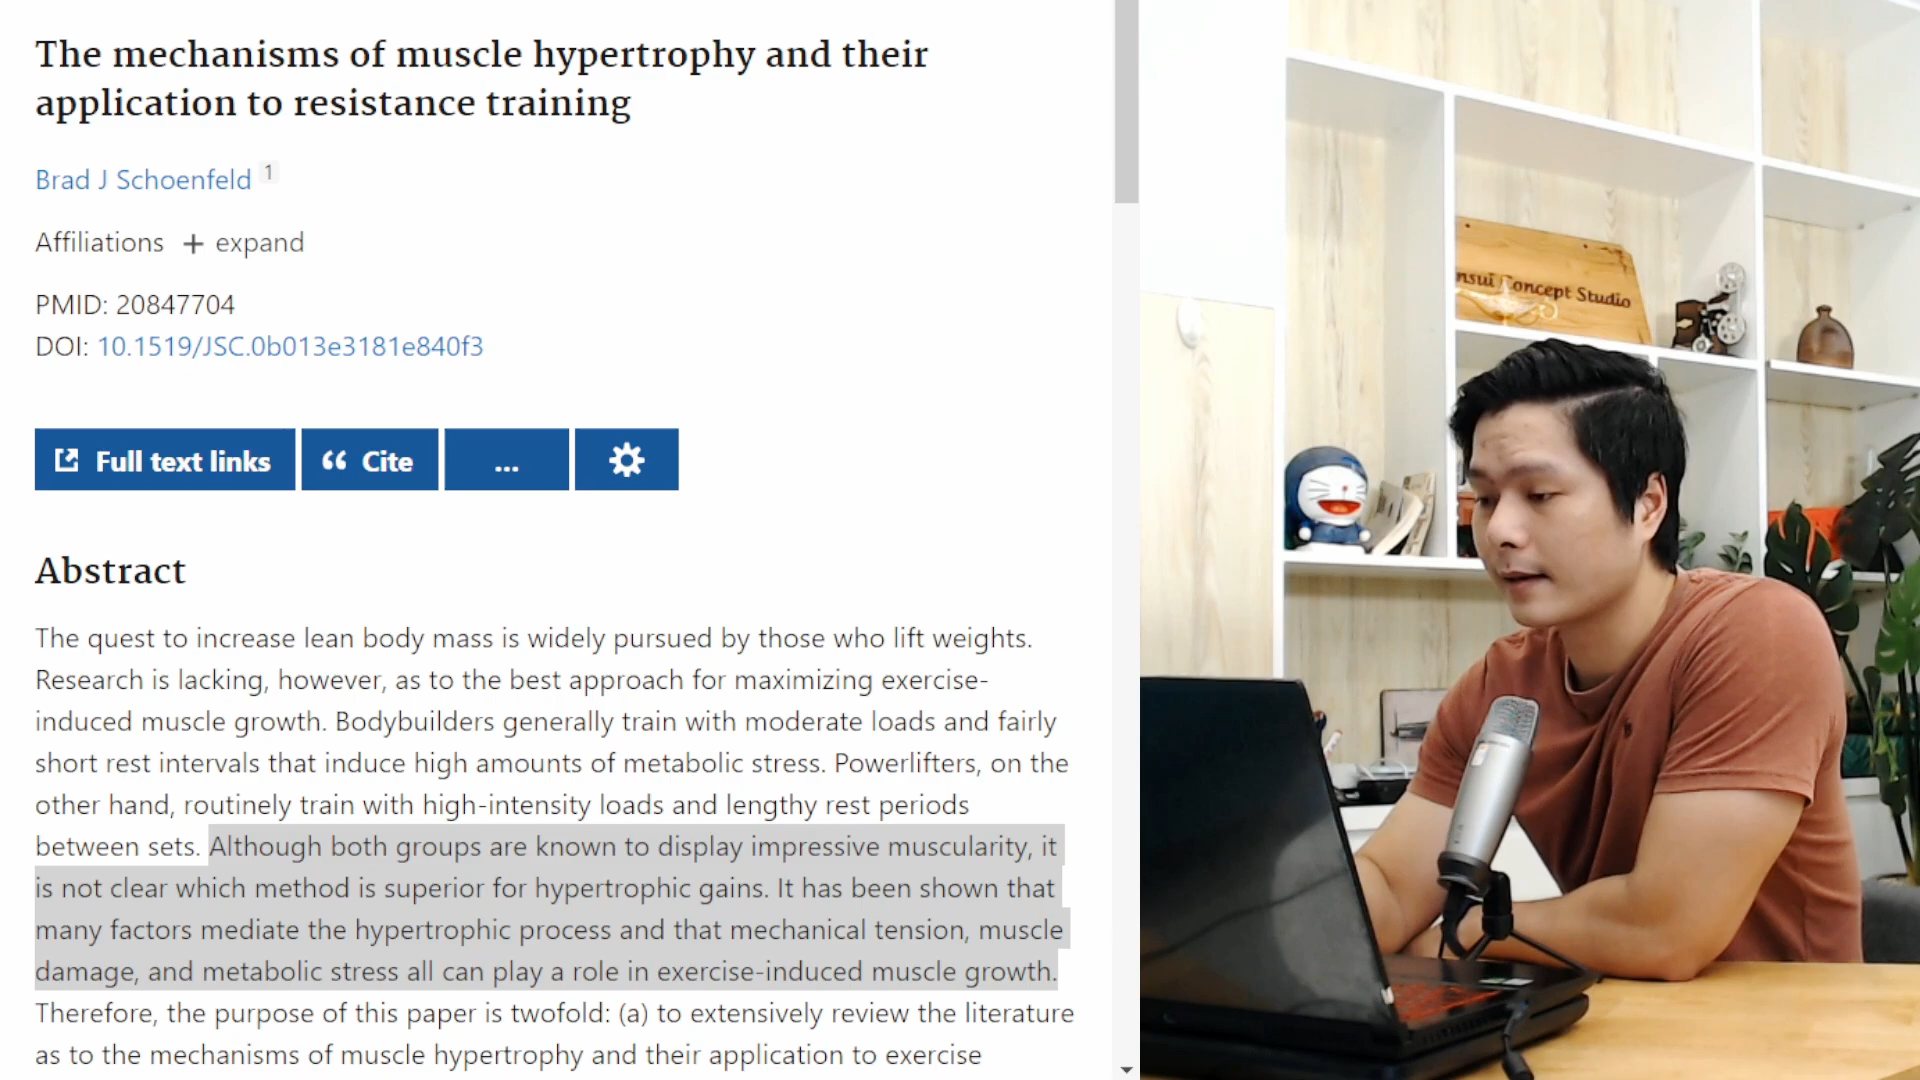 The mechanisms of muscle hypertrophy and their
application to resistance training
Brad J Schoenfeld 1
Affiliations + expand
PMID: 20847704
DOI: 10.1519/JSC.0b013e3181e840f3
Full text links
“ Cite
...
Abstract
The quest to increase lean body mass is widely pursued by those who lift weights.
Research is lacking, however, as to the best approach for maximizing exercise-
induced muscle growth. Bodybuilders generally train with moderate loads and fairly
short rest intervals that induce high amounts of metabolic stress. Powerlifters, on the
other hand, routinely train with high-intensity loads and lengthy rest periods
between sets. Although both groups are known to display impressive muscularity, it
is not clear which method is superior for hypertrophic gains. It has been shown that
many factors mediate the hypertrophic process and that mechanical tension, muscle
damage, and metabolic stress all can play a role in exercise-induced muscle growth.
Therefore, the purpose of this paper is twofold: (a) to extensively review the literature
as to the mechanisms of muscle hypertrophy and their application to exercise
nsui Concept Studio